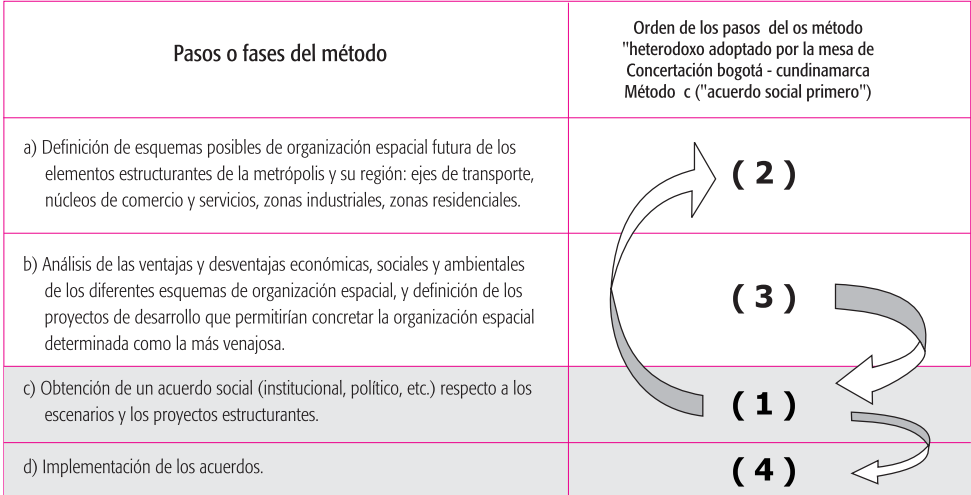 Pasos o fases del método
Orden de los pasos del os método
"heterodoxo adoptado por la mesa de
Concertación bogotá - cundinamarca
Método c ("acuerdo social primero")
a) Definición de esquemas posibles de organización espacial futura de los
elementos estructurantes de la metrópolis y su región: ejes de transporte,
núcleos de comercio y servicios, zonas industriales, zonas residenciales.
( 2 )
b) Análisis de las ventajas y desventajas económicas, sociales y ambientales
de los diferentes esquemas de organización espacial, y definición de los
proyectos de desarrollo que permitirían concretar la organización espacial
determinada como la más venajosa.
( 3 )
c) Obtención de un acuerdo social (institucional, político, etc.) respecto a los
escenarios y los proyectos estructurantes.
( 1 )
d) Implementación de los acuerdos.
( 4 )